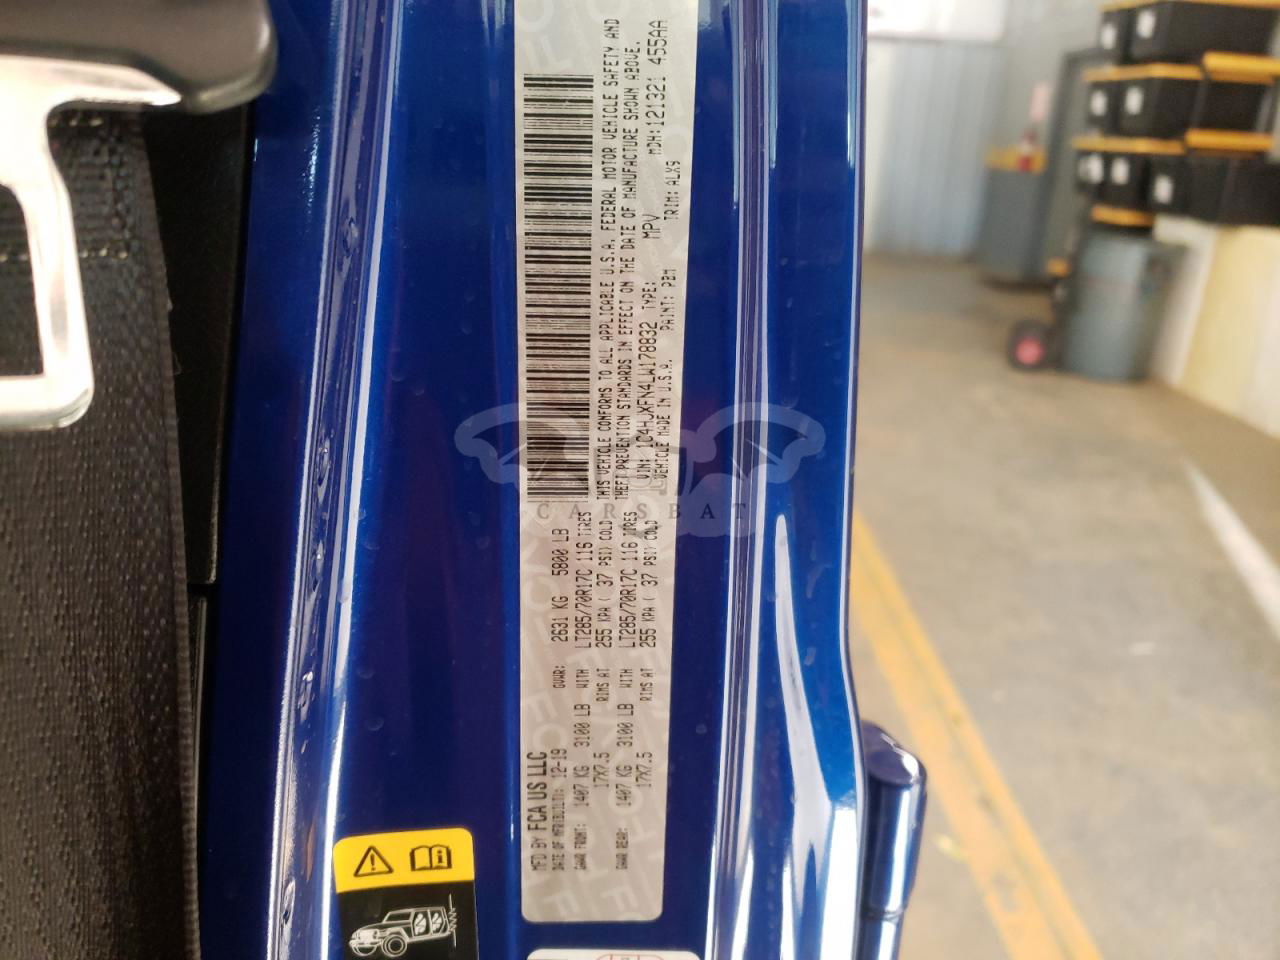 MFD BY FCA US LLC
DATE OF MFR(BUILT): 12-19 GVWR: 2631 KG 5800 LB
GAWR FRONT: 1407 KG 3100 LB WITH LT285/70R17C 116 TIRES
17X7.5 RIMS AT 255 KPA ( 37 PSI) COLD
GAWR REAR: 1407 KG 3100 LB WITH LT285/70R17C 116 TIRES
17X7.5 RIMS AT 255 KPA ( 37 PSI) COLD
THIS VEHICLE CONFORMS TO ALL APPLICABLE U.S.A. FEDERAL MOTOR VEHICLE SAFETY AND
THEFT PREVENTION STANDARDS IN EFFECT ON THE DATE OF MANUFACTURE SHOWN ABOVE.
VIN: 1C4HJXFN4LW178832 TYPE: MPV MDH: 121321 455AA
VEHICLE MADE IN U.S.A. PAINT: PBM TRIM: ALX9
CARSBAT